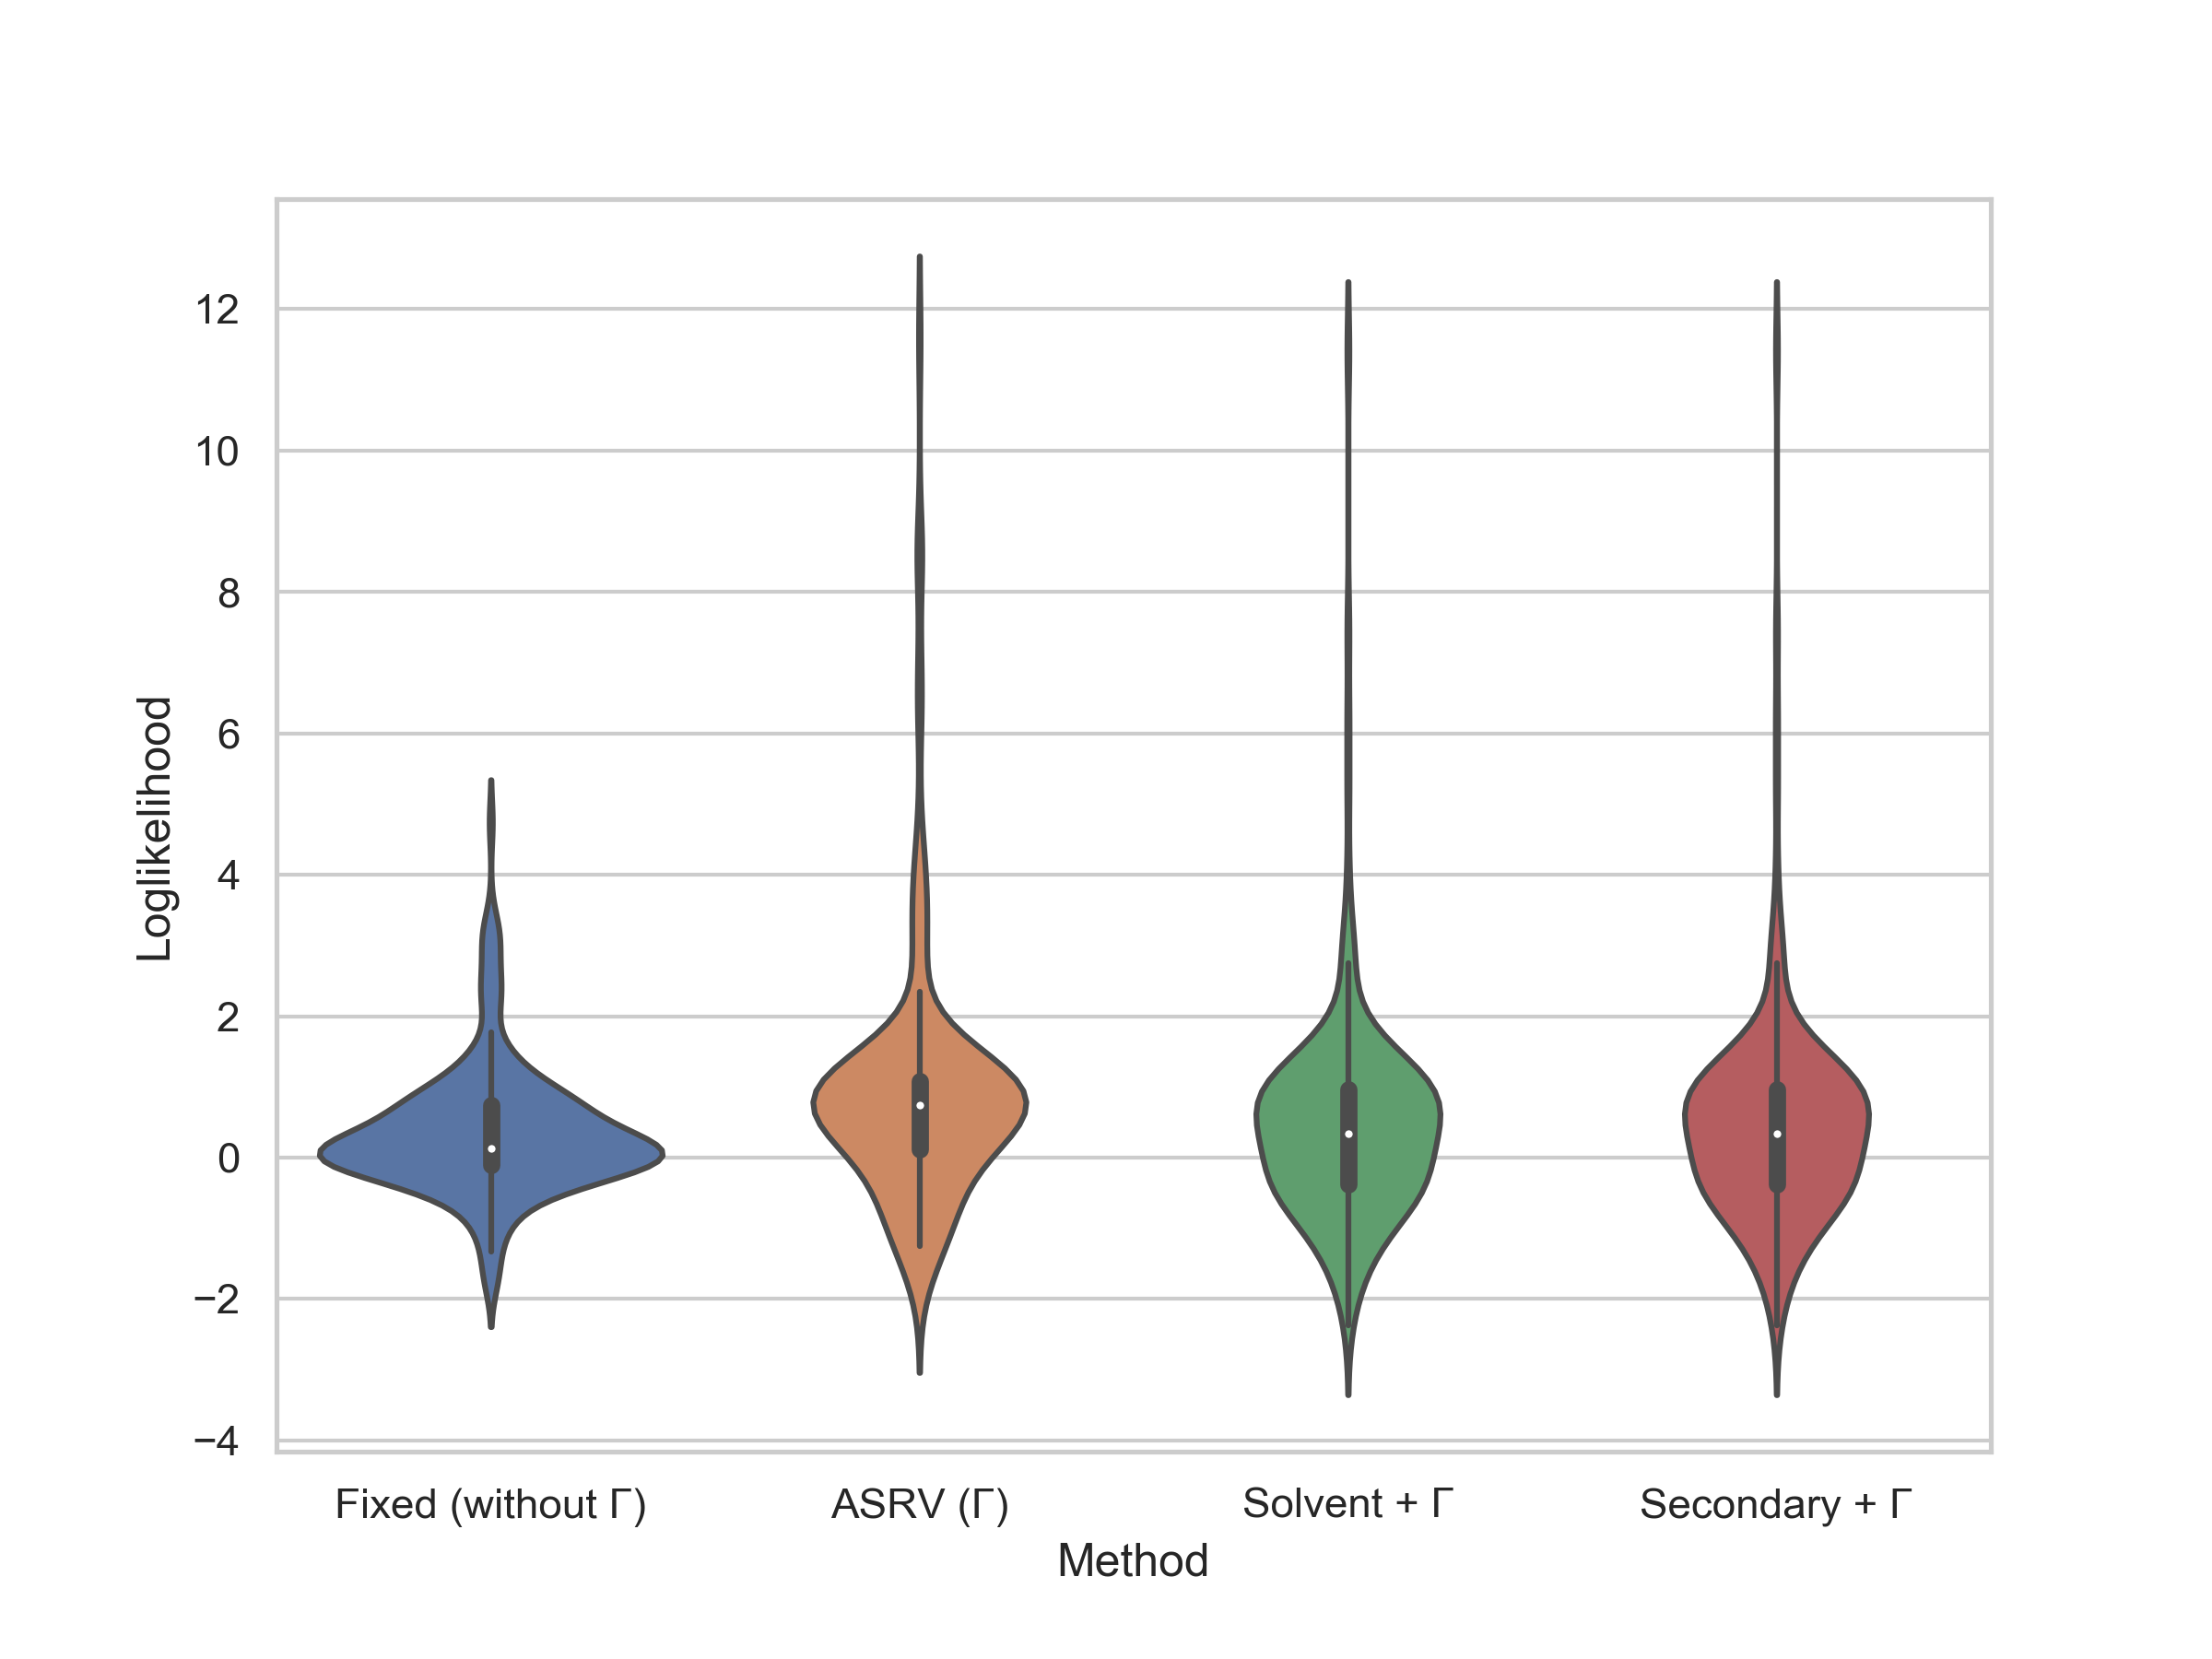 12
10
8
6
4
2
0
−2
−4
Loglikelihood
Fixed (without Γ)
ASRV (Γ)
Solvent + Γ
Secondary + Γ
Method